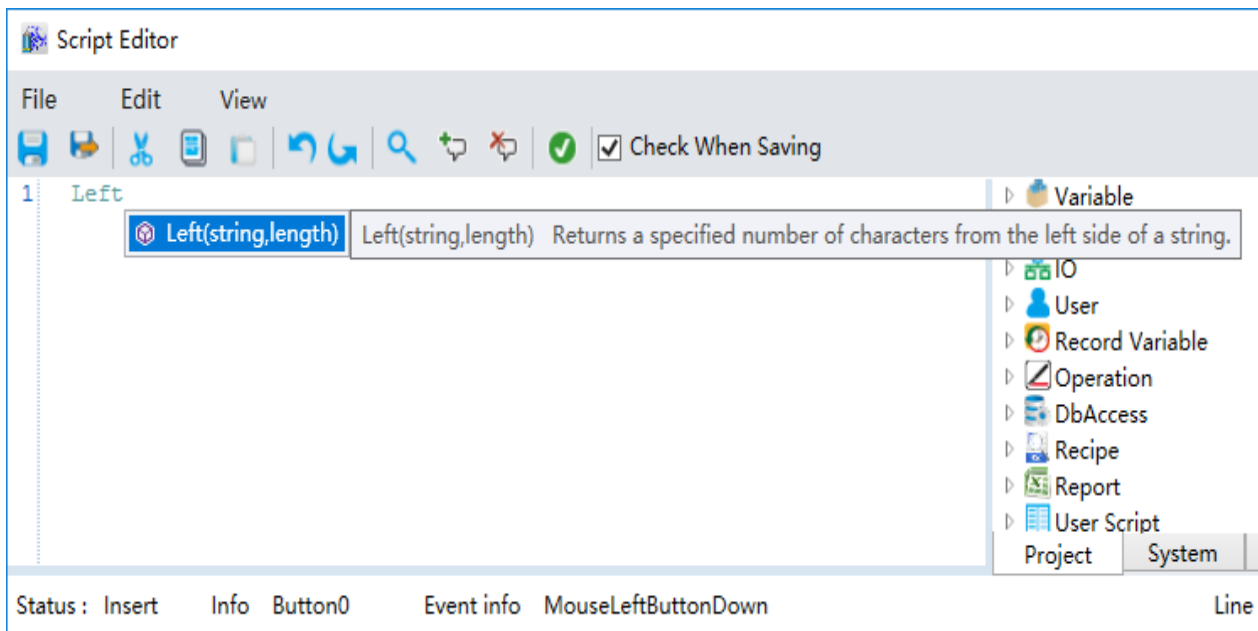 Script Editor
File Edit View
Check When Saving
1 Left
Variable
Left(string,length) Left(string,length) Returns a specified number of characters from the left side of a string.
IO
User
Record Variable
Operation
DbAccess
Recipe
Report
User Script
Project System
Status : Insert Info Button0 Event info MouseLeftButtonDown Line